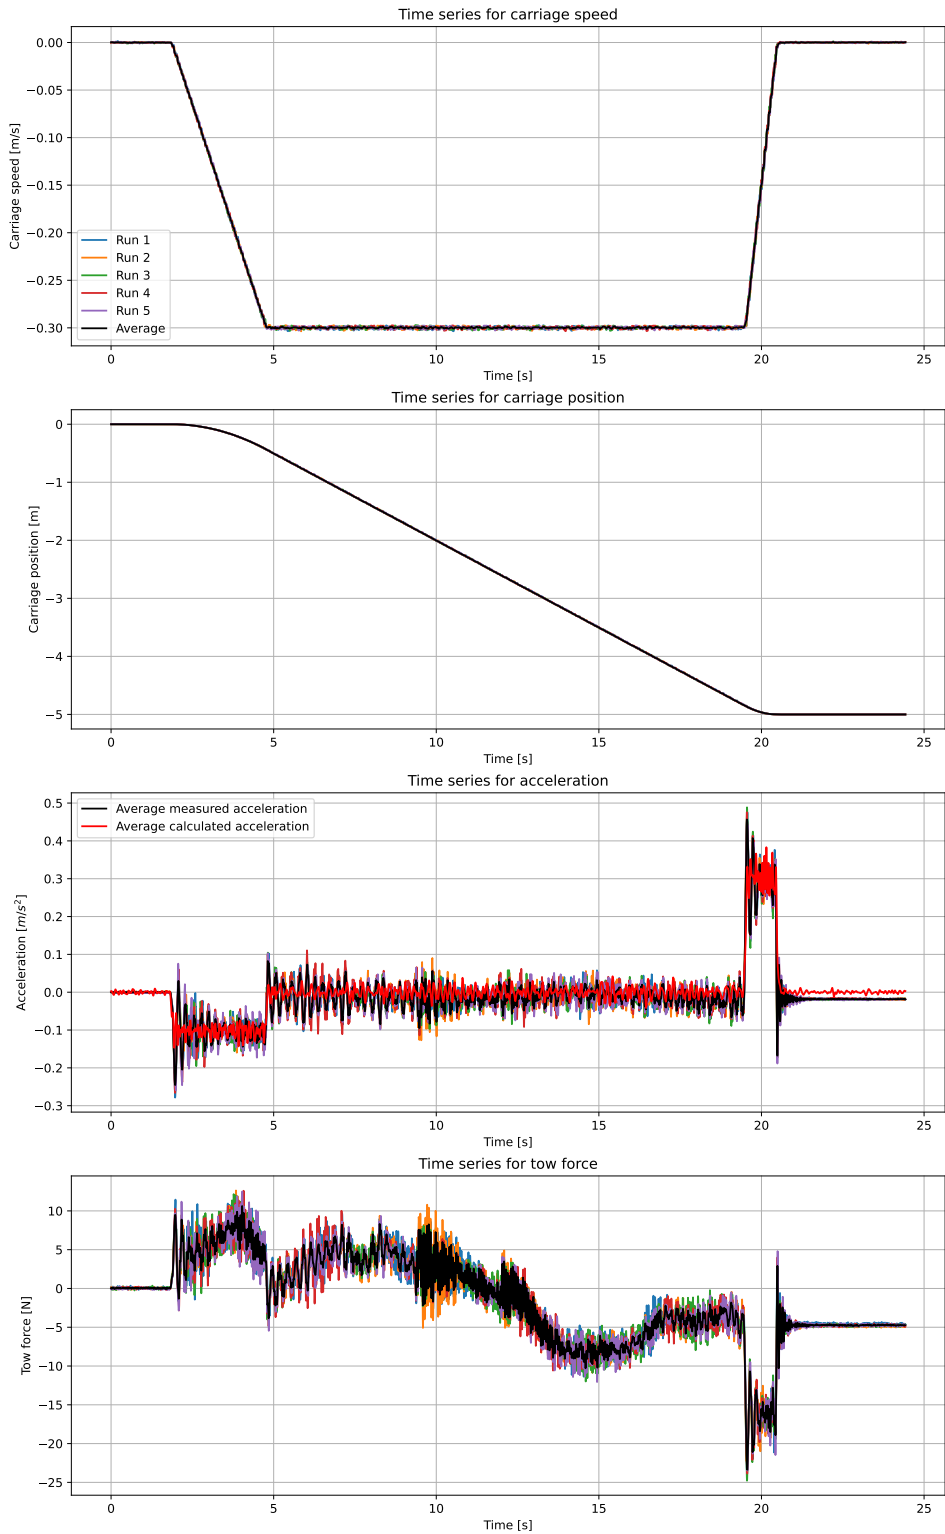 Time series for carriage speed
0.00
−0.05
−0.10
−0.15
−0.20
−0.25
−0.30
Carriage speed [m/s]
Run 1
Run 2
Run 3
Run 4
Run 5
Average
0 5 10 15 20 25
Time [s]
Time series for carriage position
0
−1
−2
−3
−4
−5
Carriage position [m]
0 5 10 15 20 25
Time [s]
Time series for acceleration
0.5
0.4
0.3
0.2
0.1
0.0
−0.1
−0.2
−0.3
Acceleration [m/s²]
Average measured acceleration
Average calculated acceleration
0 5 10 15 20 25
Time [s]
Time series for tow force
10
5
0
−5
−10
−15
−20
−25
Tow force [N]
0 5 10 15 20 25
Time [s]